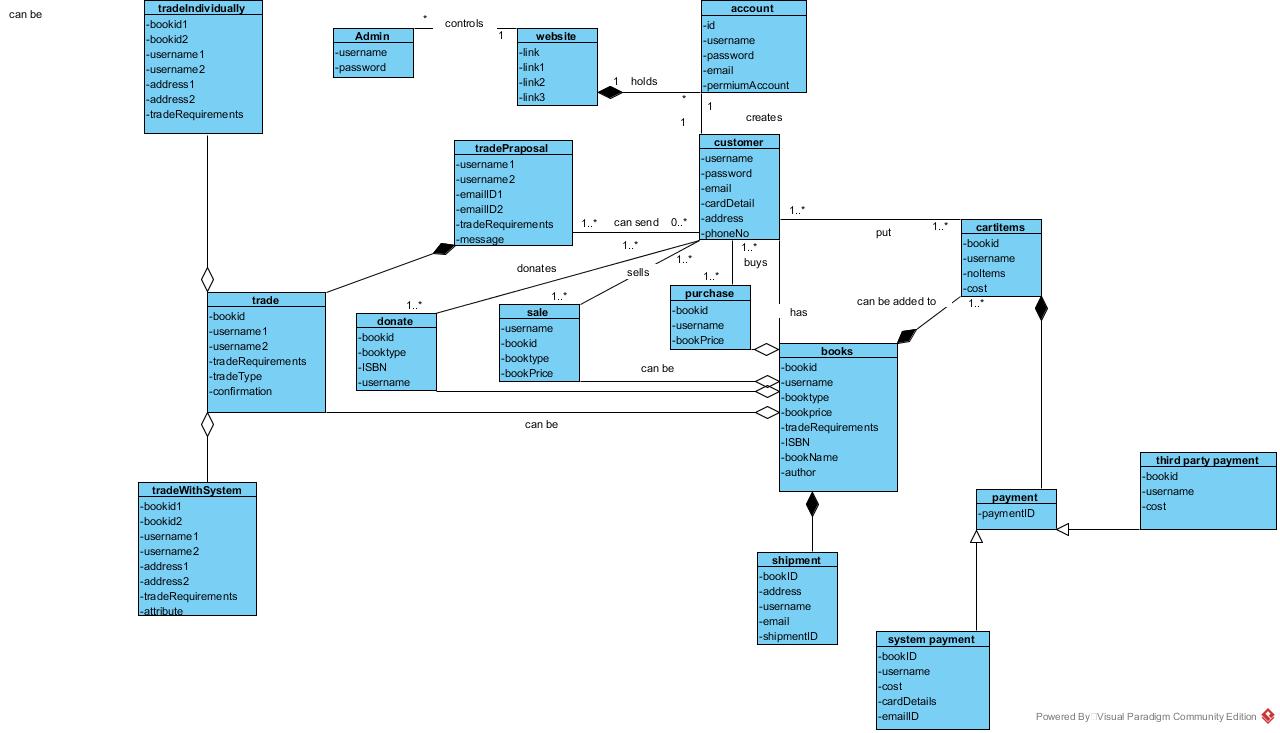 can be
tradeIndividually
-bookid1
-bookid2
-username1
-username2
-address1
-address2
-tradeRequirements
Admin
-username
-password
*
controls
1
website
-link
-link1
-link2
-link3
1
holds
*
account
-id
-username
-password
-email
-permiumAccount
1
1
creates
tradePraposal
-username1
-username2
-emailID1
-emailID2
-tradeRequirements
-message
1..*
can send
0..*
customer
-username
-password
-email
-cardDetail
-address
-phoneNo
1..*
put
1..*
cartItems
-bookid
-username
-noItems
-cost
1..*
donates
1..*
1..*
sells
1..*
1..*
buys
1..*
has
can be added to
1..*
trade
-bookid
-username1
-username2
-tradeRequirements
-tradeType
-confirmation
donate
-bookid
-booktype
-ISBN
-username
sale
-username
-bookid
-booktype
-bookPrice
purchase
-bookid
-username
-bookPrice
can be
can be
books
-bookid
-username
-booktype
-bookprice
-tradeRequirements
-ISBN
-bookName
-author
tradeWithSystem
-bookid1
-bookid2
-username1
-username2
-address1
-address2
-tradeRequirements
-attribute
shipment
-bookID
-address
-username
-email
-shipmentID
payment
-paymentID
third party payment
-bookid
-username
-cost
system payment
-bookID
-username
-cost
-cardDetails
-emailID
Powered By Visual Paradigm Community Edition